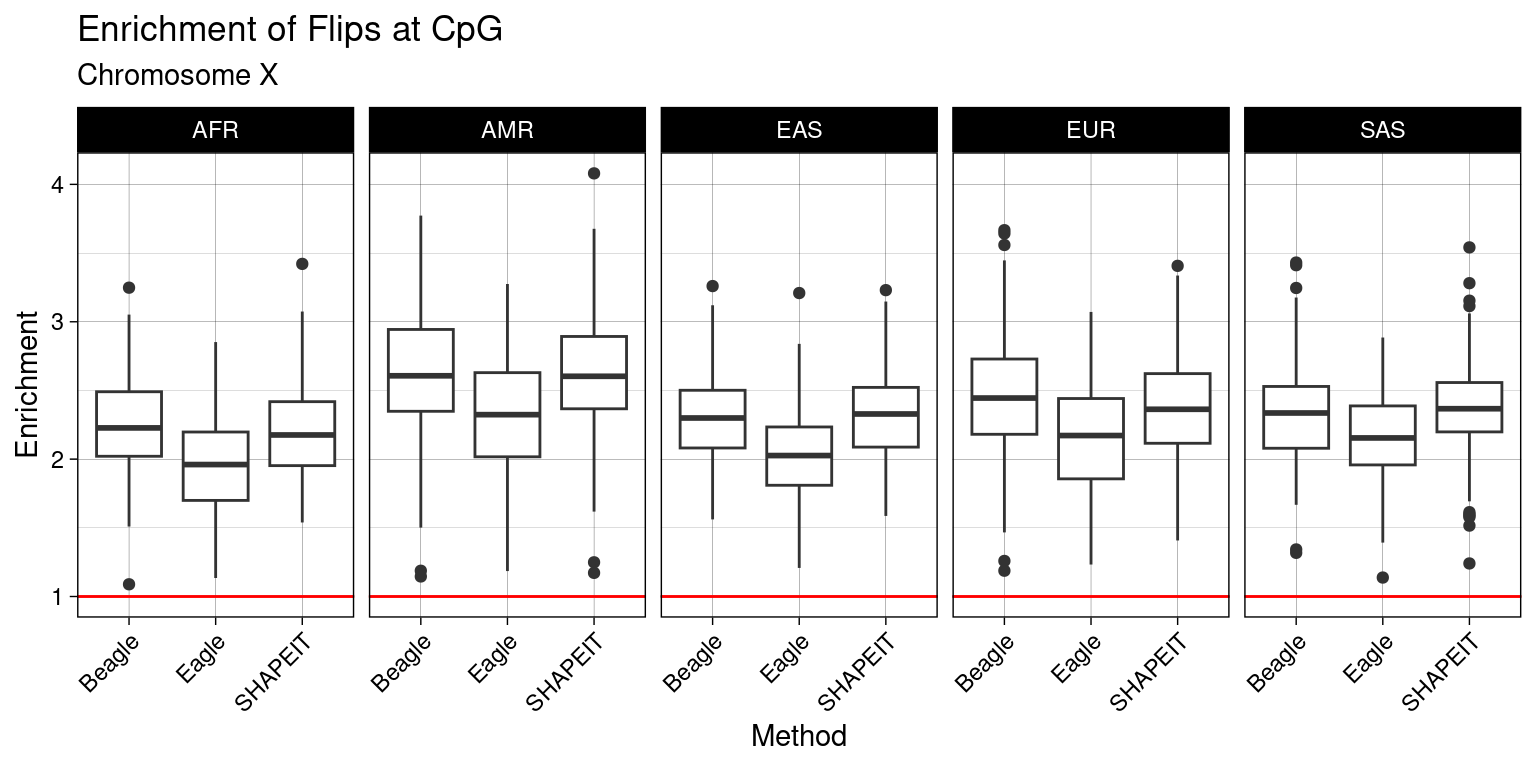 Enrichment of Flips at CpG
Chromosome X
AFR
AMR
EAS
EUR
SAS
Enrichment
4
3
2
1
Beagle
Eagle
SHAPEIT
Beagle
Eagle
SHAPEIT
Beagle
Eagle
SHAPEIT
Beagle
Eagle
SHAPEIT
Beagle
Eagle
SHAPEIT
Method